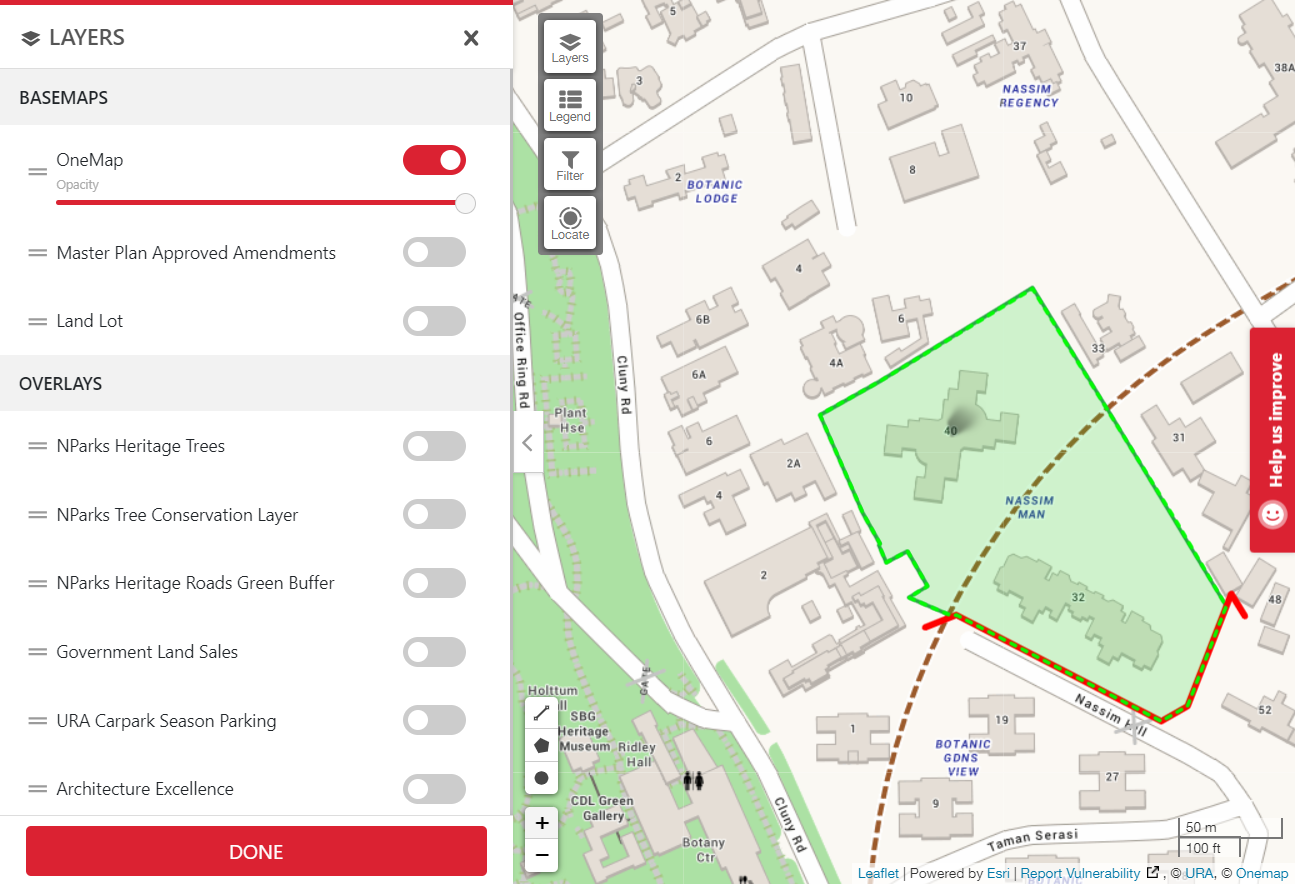 LAYERS
BASEMAPS
OneMap
Opacity
Master Plan Approved Amendments
Land Lot
OVERLAYS
NParks Heritage Trees
NParks Tree Conservation Layer
NParks Heritage Roads Green Buffer
Government Land Sales
URA Carpark Season Parking
Architecture Excellence
DONE
Layers
Legend
Filter
Locate
5
3
37
38A
NASSIM
REGENCY
10
8
2
BOTANIC
LODGE
4
6B
6
33
4A
6A
Office Ring Rd
Cluny Rd
Plant
Hse
40
6
2A
4
31
NASSIM
MAN
Help us improve
2
32
48
GATE
Holttum
SBG
Heritage
Museum
Ridley
Hall
Nassim Hill
52
19
1
BOTANIC
GDNS
VIEW
27
9
CDL Green
Gallery
Cluny Rd
Botany
Ctr
Taman Serasi
+
−
50 m
100 ft
Leaflet | Powered by Esri | Report Vulnerability , © URA, © Onemap